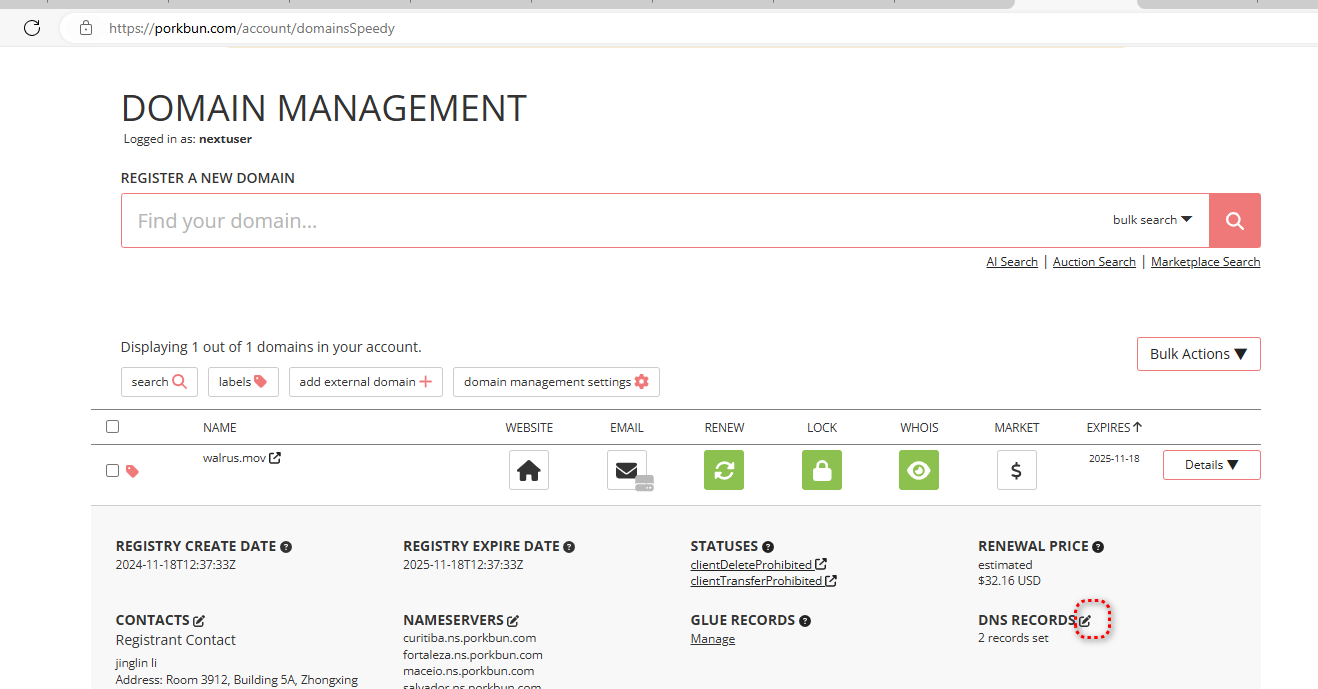 https://porkbun.com/account/domainsSpeedy
DOMAIN MANAGEMENT
Logged in as: nextuser
REGISTER A NEW DOMAIN
Find your domain...
bulk search
AI Search | Auction Search | Marketplace Search
Displaying 1 out of 1 domains in your account.
Bulk Actions
search
labels
add external domain
domain management settings
NAME WEBSITE EMAIL RENEW LOCK WHOIS MARKET EXPIRES
walrus.mov
$
2025-11-18
Details
REGISTRY CREATE DATE
2024-11-18T12:37:33Z
REGISTRY EXPIRE DATE
2025-11-18T12:37:33Z
STATUSES
clientDeleteProhibited
clientTransferProhibited
RENEWAL PRICE
estimated
$32.16 USD
CONTACTS
Registrant Contact
jinglin li
Address: Room 3912, Building 5A, Zhongxing
NAMESERVERS
curitiba.ns.porkbun.com
fortaleza.ns.porkbun.com
maceio.ns.porkbun.com
salvador.ns.porkbun.com
GLUE RECORDS
Manage
DNS RECORDS
2 records set